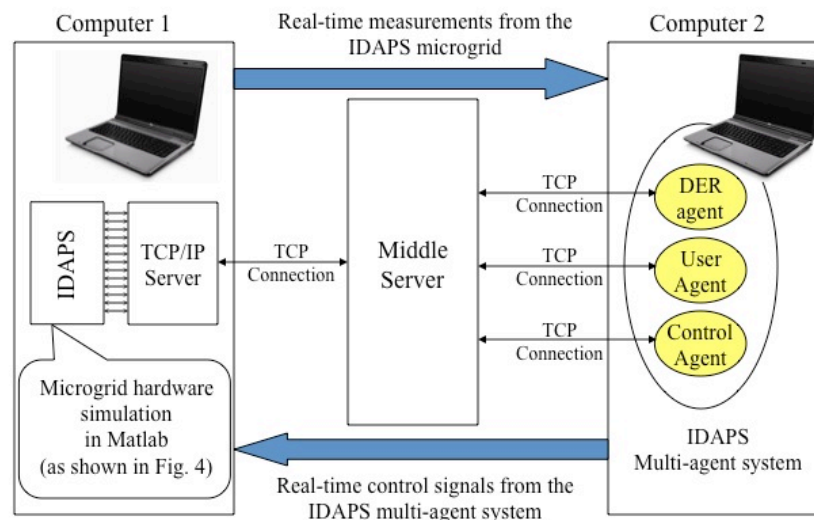 Computer 1
Real-time measurements from the
IDAPS microgrid
Computer 2
IDAPS
TCP/IP
Server
TCP
Connection
Middle
Server
TCP
Connection
DER
agent
TCP
Connection
User
Agent
TCP
Connection
Control
Agent
Microgrid hardware
simulation
in Matlab
(as shown in Fig. 4)
IDAPS
Multi-agent system
Real-time control signals from the
IDAPS multi-agent system